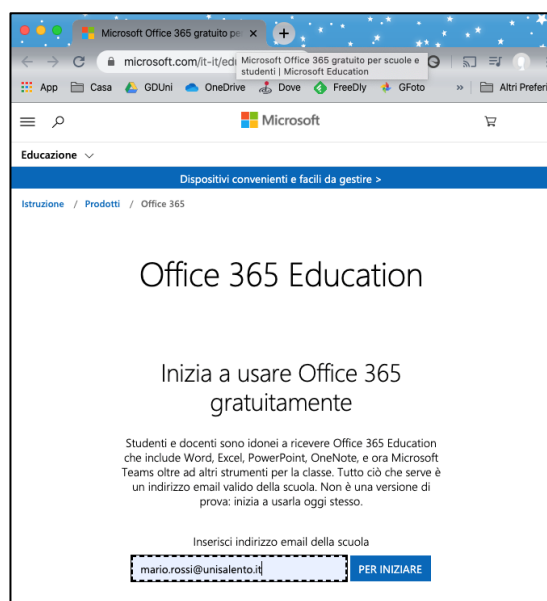 Microsoft Office 365 gratuito pe
microsoft.com/it-it/edu
Microsoft Office 365 gratuito per scuole e
studenti | Microsoft Education
App Casa GDUni OneDrive Dove FreeDly GFoto » Altri Preferi
Microsoft
Educazione
Dispositivi convenienti e facili da gestire >
Istruzione / Prodotti / Office 365
Office 365 Education
Inizia a usare Office 365
gratuitamente
Studenti e docenti sono idonei a ricevere Office 365 Education
che include Word, Excel, PowerPoint, OneNote, e ora Microsoft
Teams oltre ad altri strumenti per la classe. Tutto ciò che serve è
un indirizzo email valido della scuola. Non è una versione di
prova: inizia a usarla oggi stesso.
Inserisci indirizzo email della scuola
mario.rossi@unisalento.it PER INIZIARE